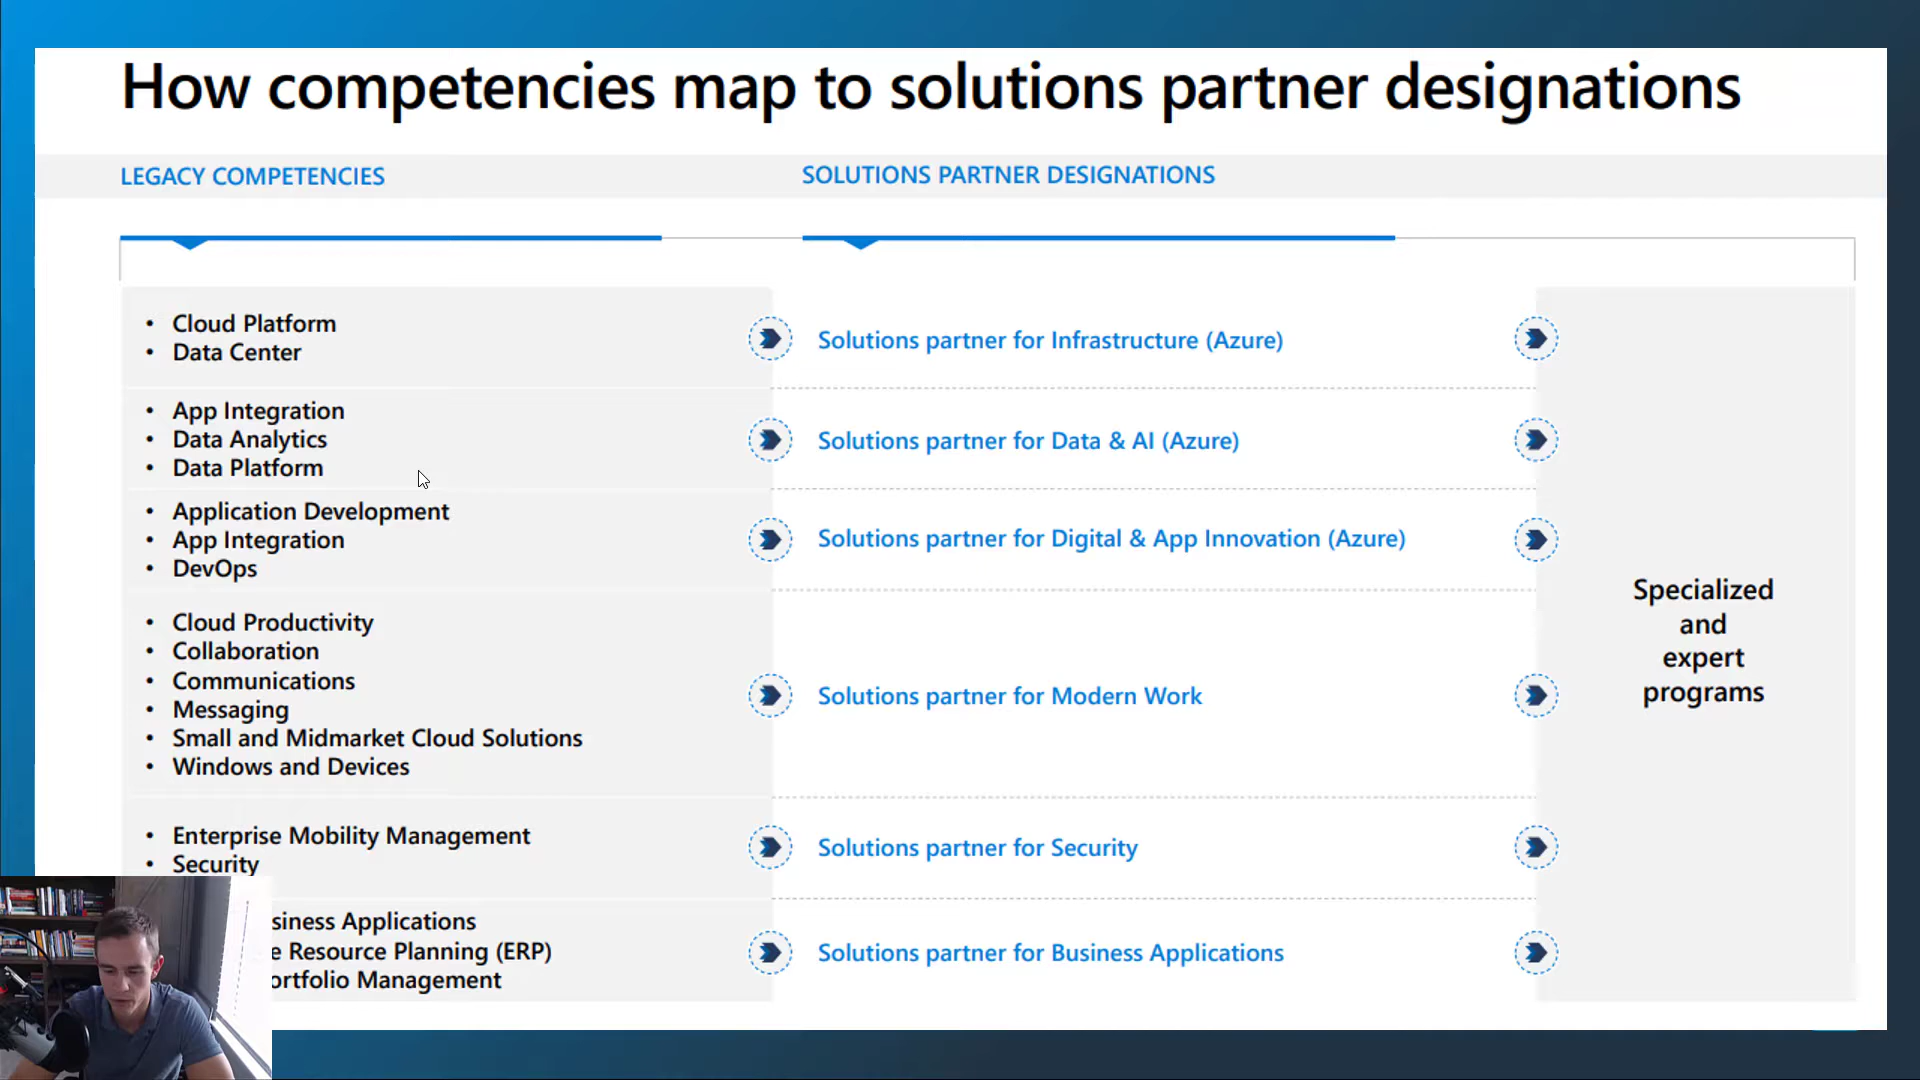 How competencies map to solutions partner designations
LEGACY COMPETENCIES
SOLUTIONS PARTNER DESIGNATIONS
• Cloud Platform
• Data Center
Solutions partner for Infrastructure (Azure)
• App Integration
• Data Analytics
• Data Platform
Solutions partner for Data & AI (Azure)
• Application Development
• App Integration
• DevOps
Solutions partner for Digital & App Innovation (Azure)
• Cloud Productivity
• Collaboration
• Communications
• Messaging
• Small and Midmarket Cloud Solutions
• Windows and Devices
Solutions partner for Modern Work
• Enterprise Mobility Management
• Security
Solutions partner for Security
Applications
Resource Planning (ERP)
Management
Solutions partner for Business Applications
Specialized
and
expert
programs